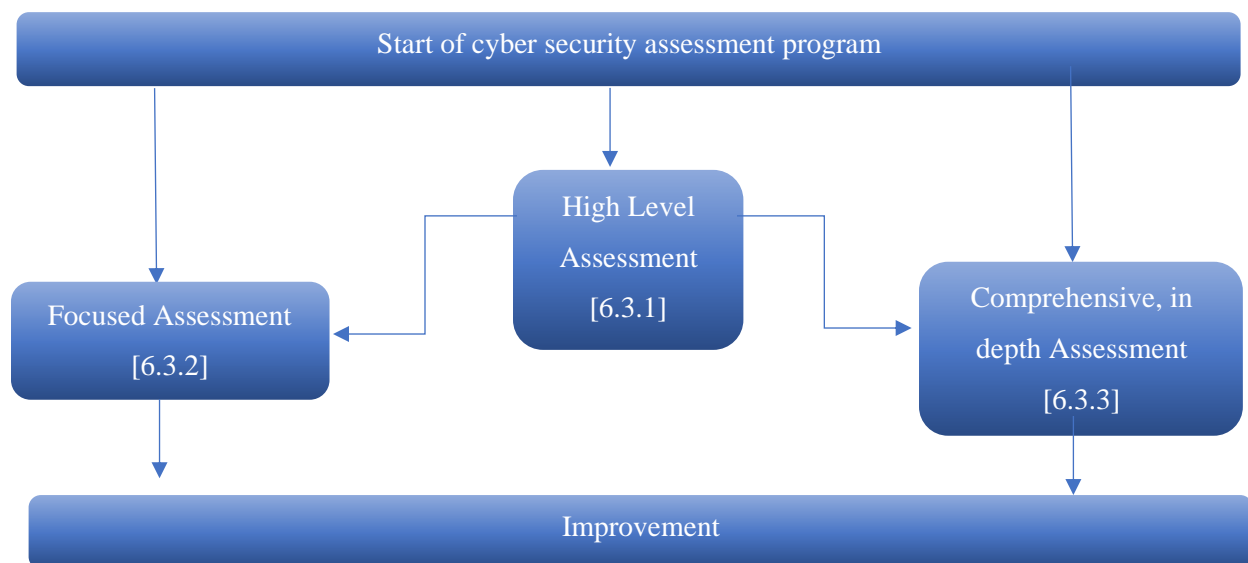 Start of cyber security assessment program
High Level
Assessment
[6.3.1]
Focused Assessment
[6.3.2]
Comprehensive, in
depth Assessment
[6.3.3]
Improvement